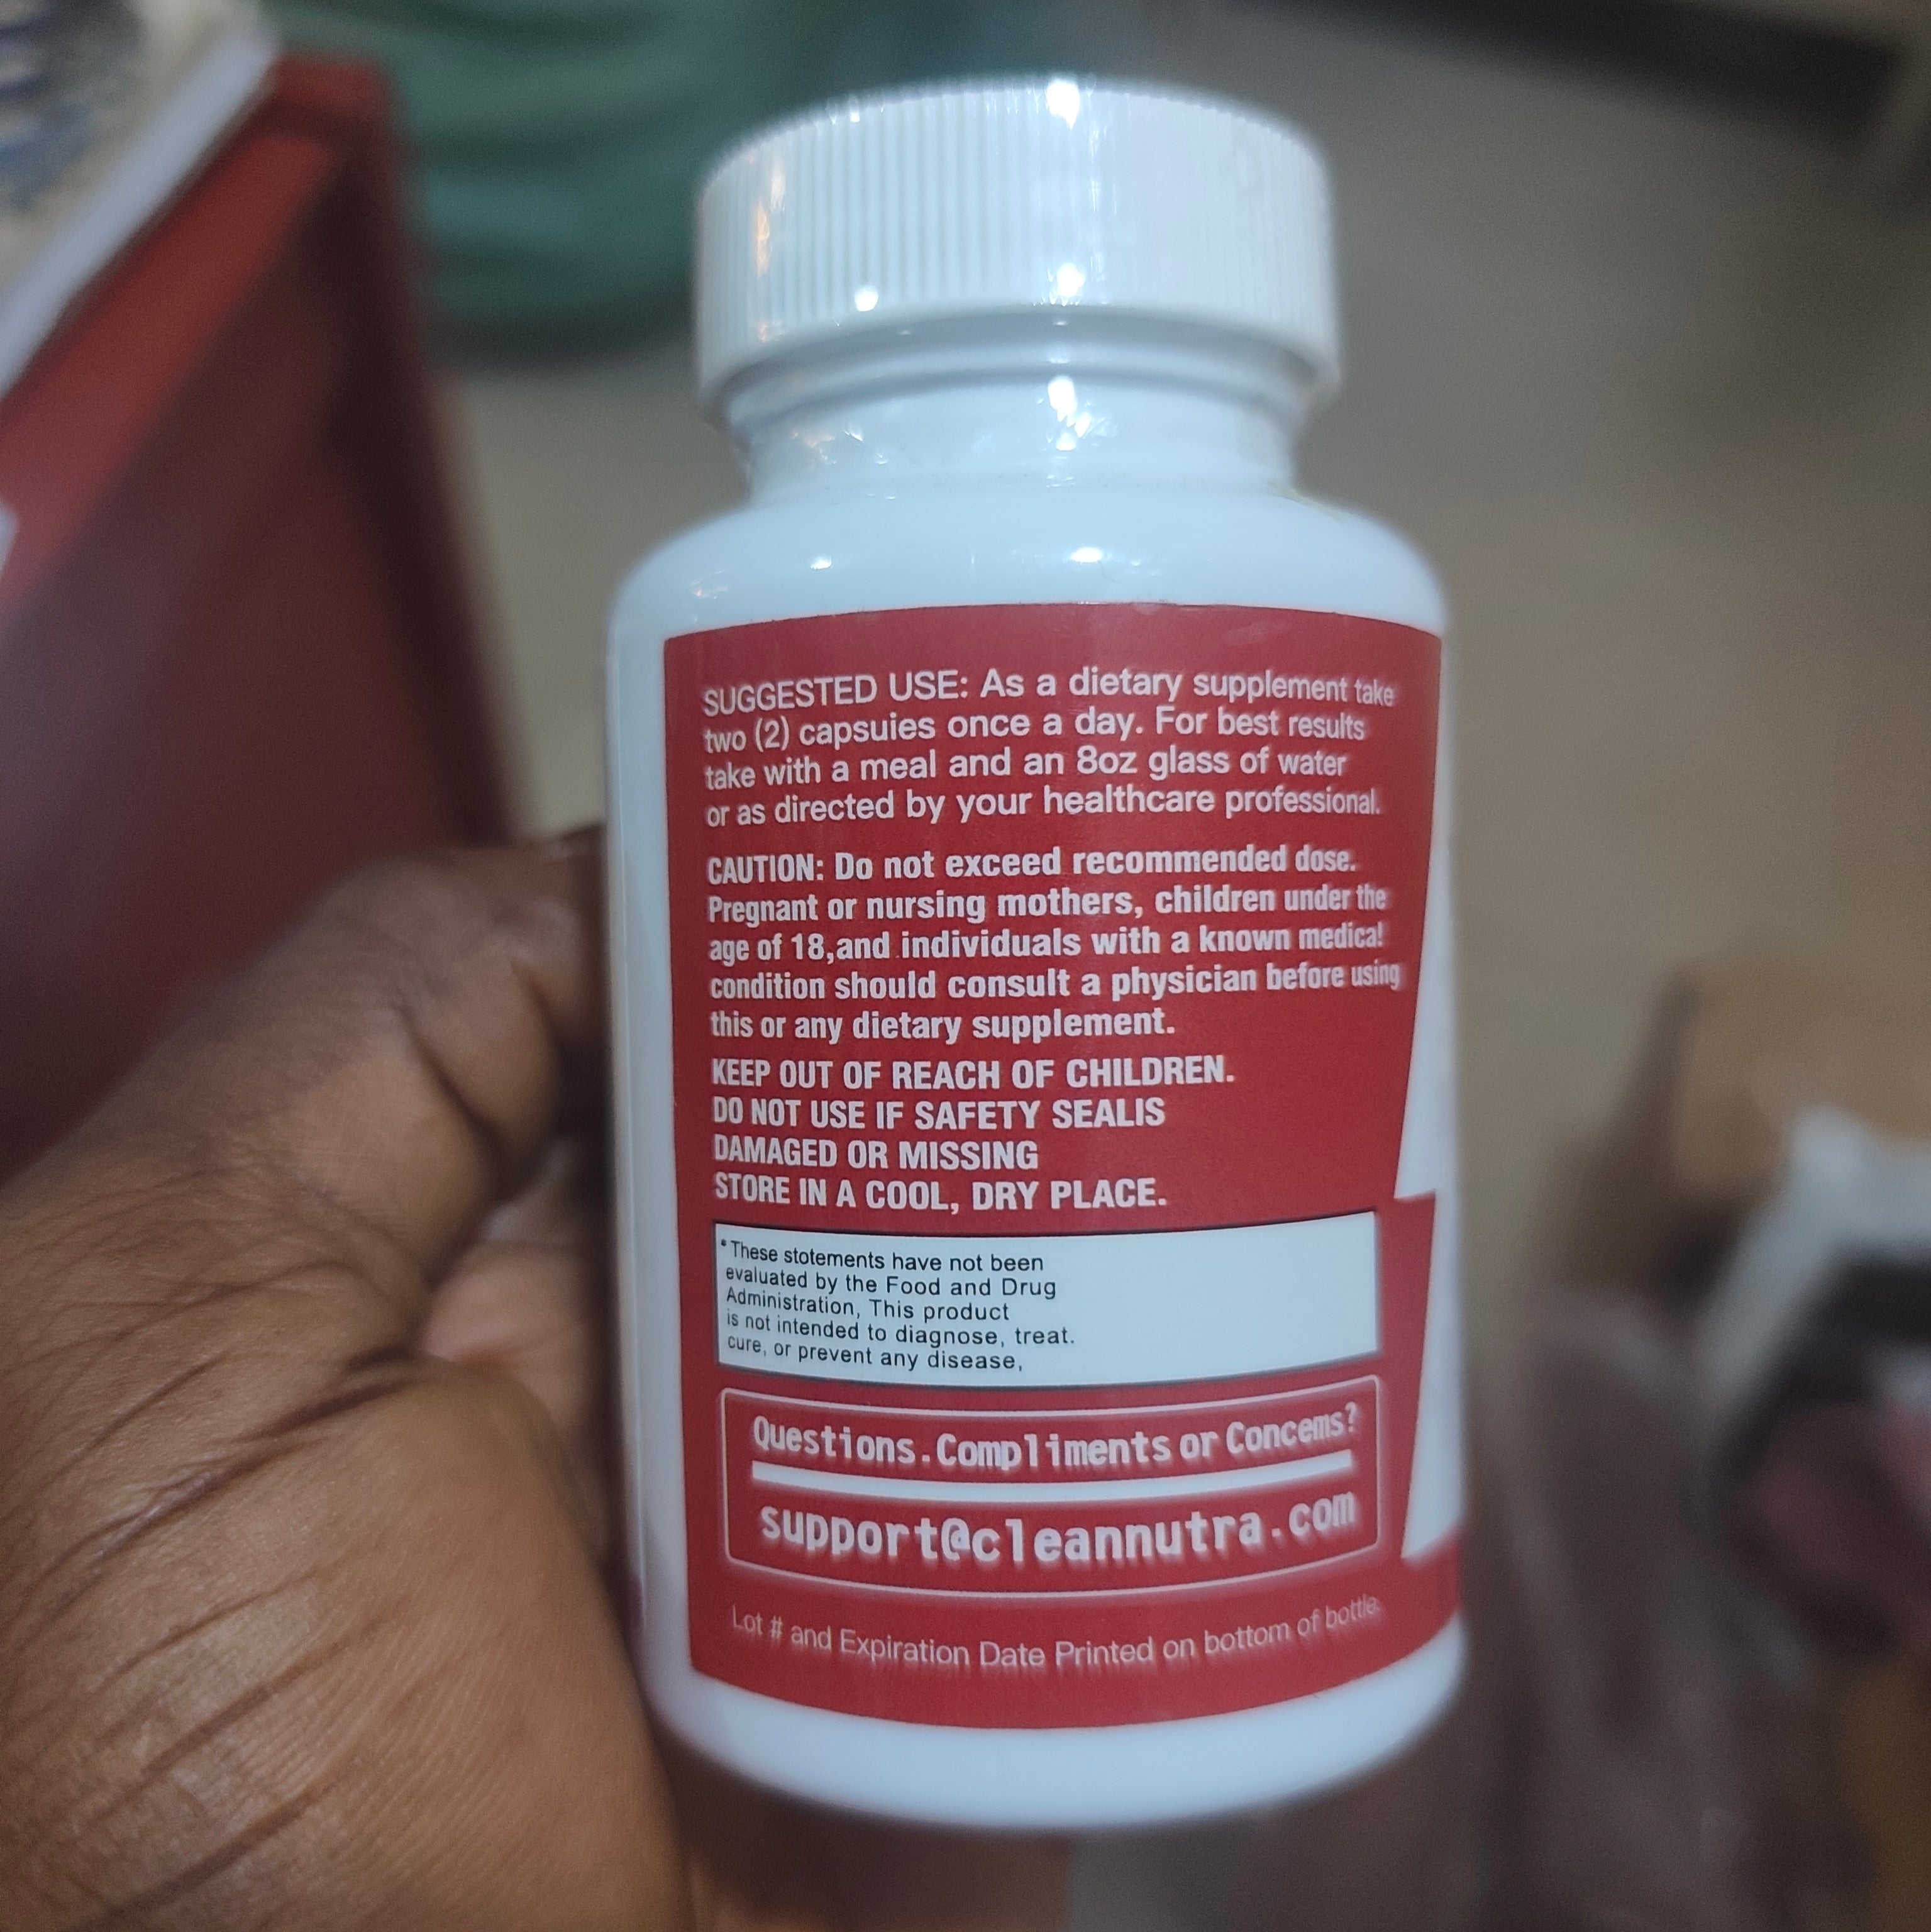 SUGGESTED USE: As a dietary supplement take
two (2) capsuies once a day. For best results
take with a meal and an 8oz glass of water
or as directed by your healthcare professional.
CAUTION: Do not exceed recommended dose.
Pregnant or nursing mothers, children under the
age of 18,and individuals with a known medica!
condition should consult a physician before using
this or any dietary supplement.
KEEP OUT OF REACH OF CHILDREN.
DO NOT USE IF SAFETY SEALIS
DAMAGED OR MISSING
STORE IN A COOL, DRY PLACE.
*These stotements have not been
evaluated by the Food and Drug
Administration, This product
is not intended to diagnose, treat.
cure, or prevent any disease,
Questions.Compliments or Concems?
support@cleannutra.com
Lot # and Expiration Date Printed on bottom of bottle.